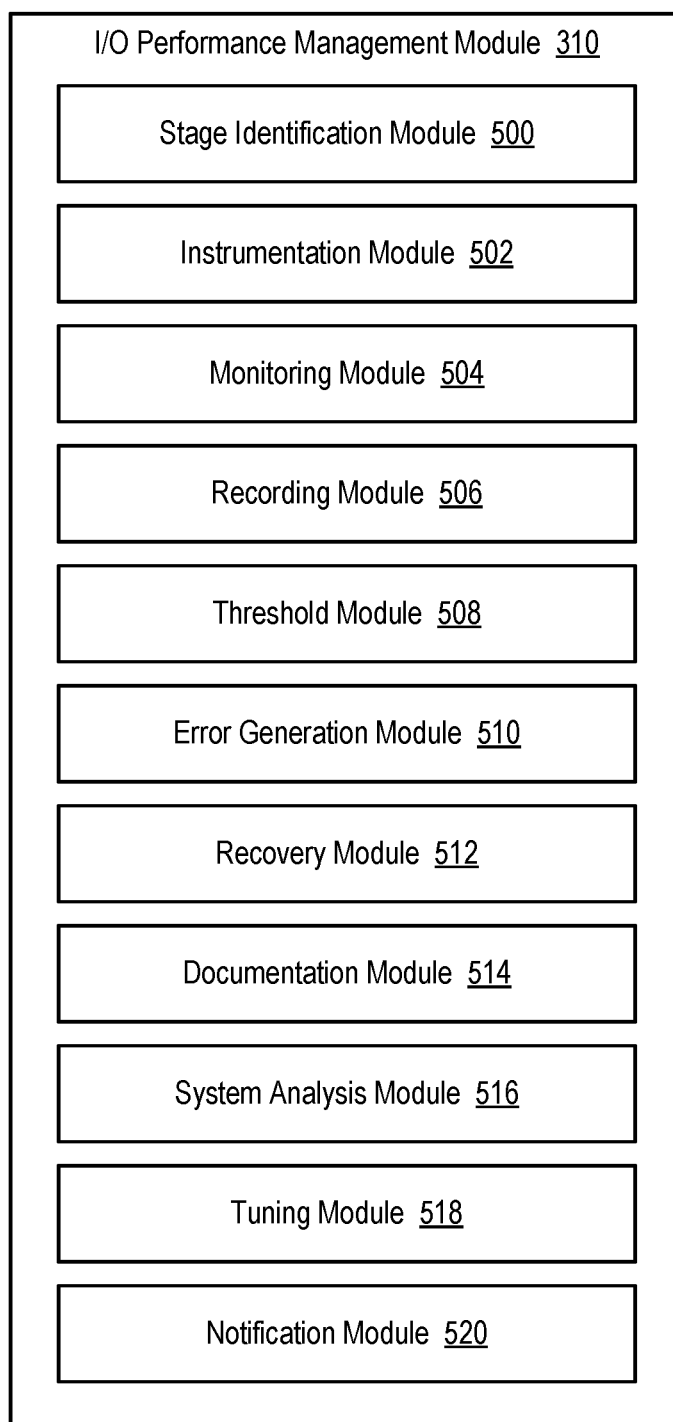 I/O Performance Management Module 310
Stage Identification Module 500
Instrumentation Module 502
Monitoring Module 504
Recording Module 506
Threshold Module 508
Error Generation Module 510
Recovery Module 512
Documentation Module 514
System Analysis Module 516
Tuning Module 518
Notification Module 520